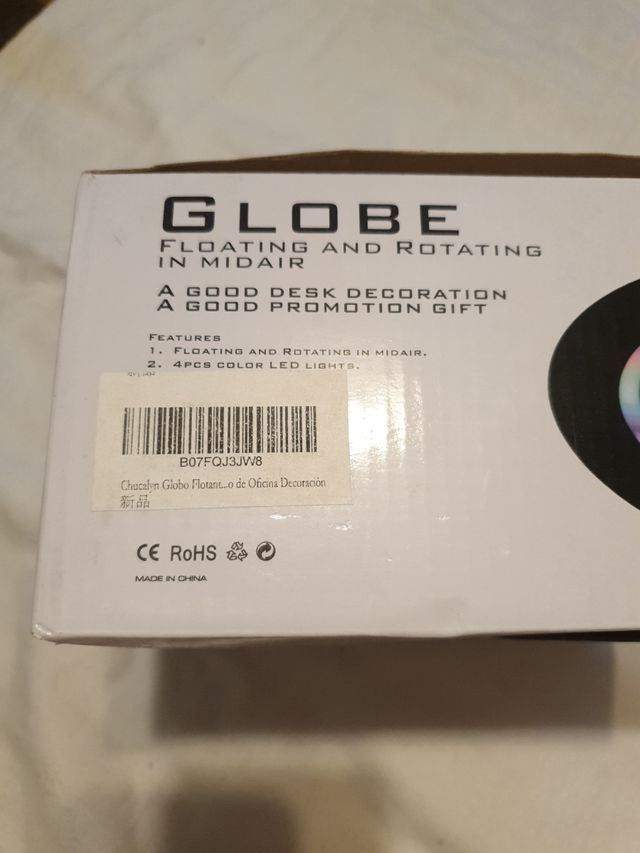 GLOBE
FLOATING AND ROTATING
IN MIDAIR
A GOOD DESK DECORATION
A GOOD PROMOTION GIFT
FEATURES
1. FLOATING AND ROTATING IN MIDAIR.
2. 4PCS COLOR LED LIGHTS.
B07FQJ3JW8
Chucalyn Globo Flotant...o de Oficina Decoración
新品
CE RoHS
MADE IN CHINA